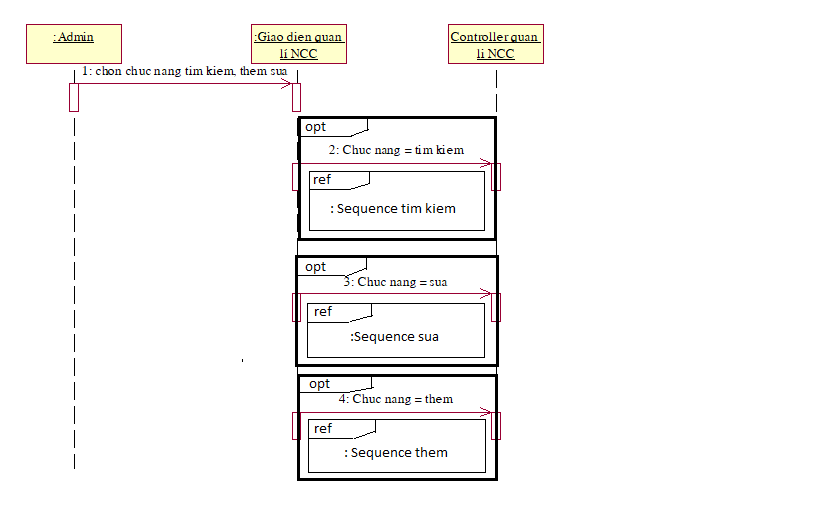 : Admin
:Giao dien quan
li NCC
Controller quan
li NCC
1: chon chuc nang tim kiem, them sua
opt
2: Chuc nang = tim kiem
ref
: Sequence tim kiem
opt
3: Chuc nang = sua
ref
:Sequence sua
opt
4: Chuc nang = them
ref
: Sequence them